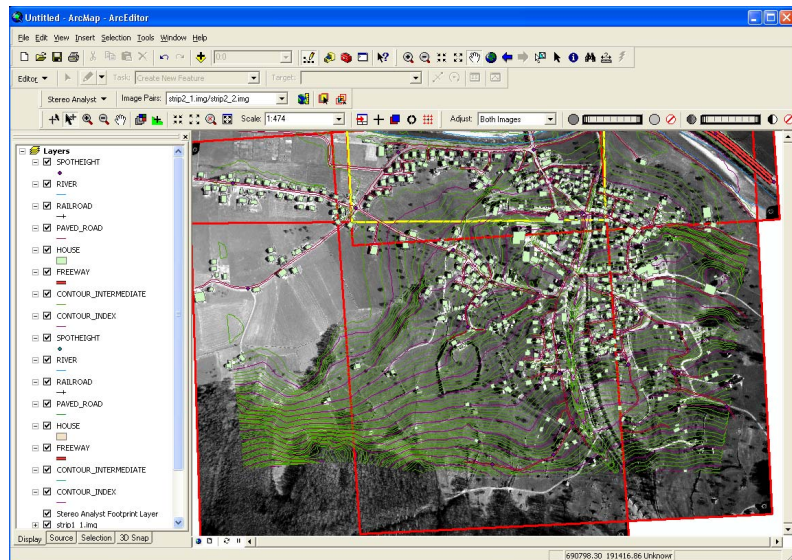 Untitled - ArcMap - ArcEditor
File Edit View Insert Selection Tools Window Help
0:0
Editor Task: Create New Feature Target:
Stereo Analyst Image Pairs: strip2_1.img/strip2_2.img
Scale: 1:474 Adjust: Both Images
Layers
SPOTHEIGHT
RIVER
RAILROAD
PAVED_ROAD
HOUSE
FREEWAY
CONTOUR_INTERMEDIATE
CONTOUR_INDEX
SPOTHEIGHT
RIVER
RAILROAD
PAVED_ROAD
HOUSE
FREEWAY
CONTOUR_INTERMEDIATE
CONTOUR_INDEX
Stereo Analyst Footprint Layer
strip1_1.img
Display Source Selection 3D Snap
690798.30 191416.86 Unknowr